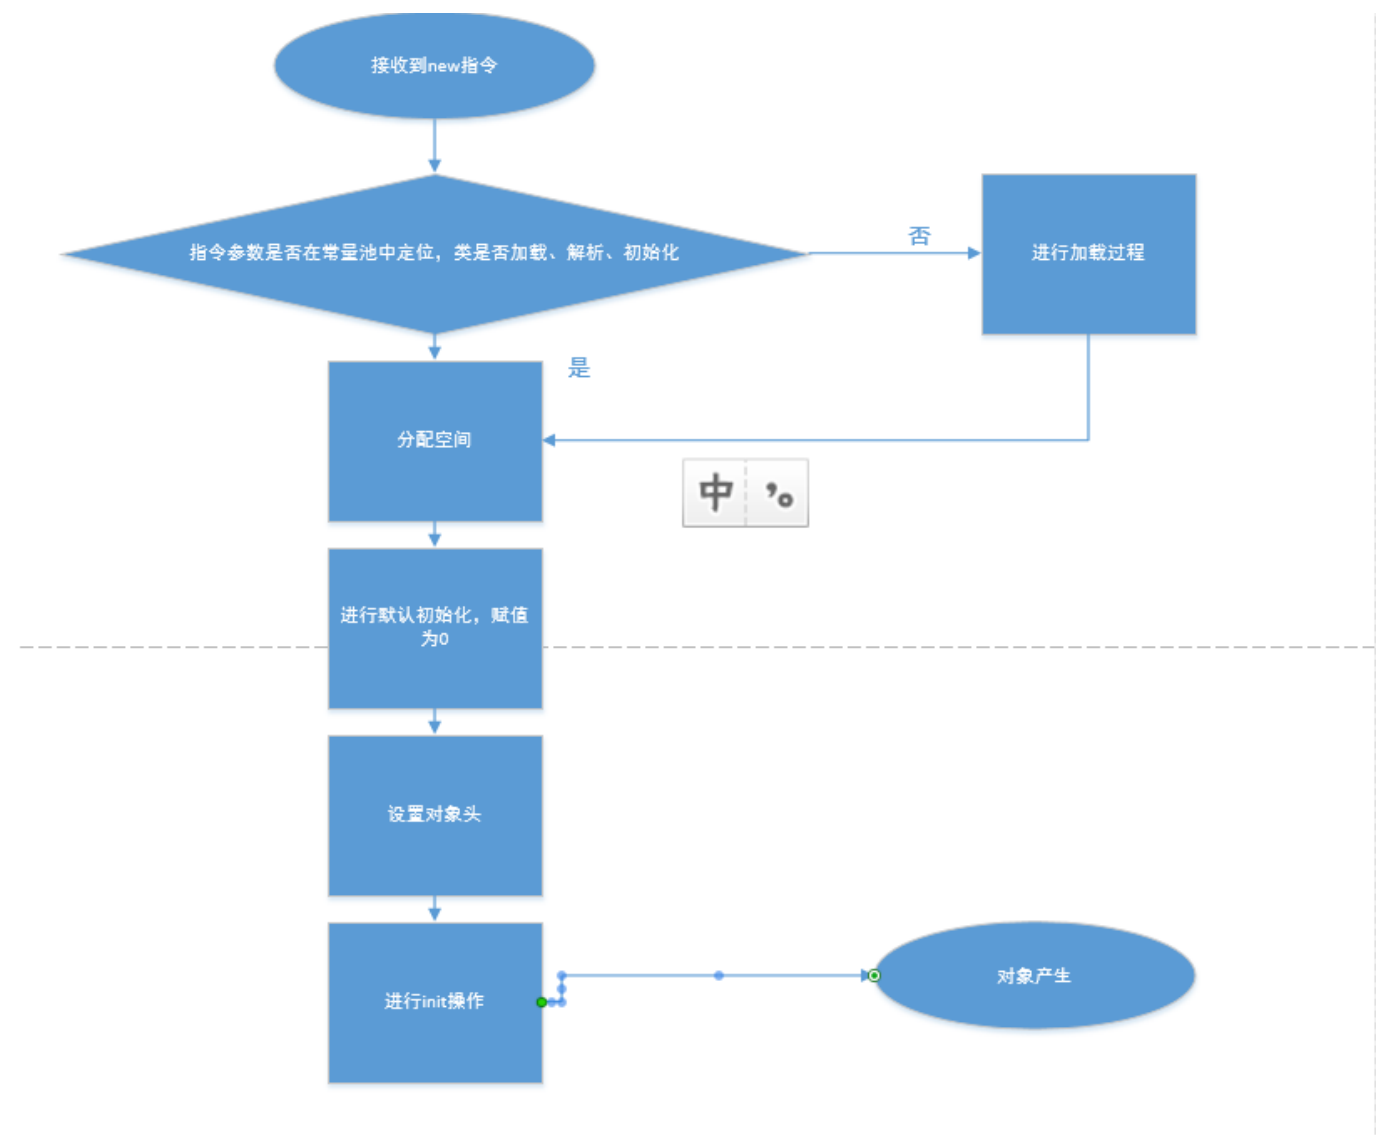 接收到new指令
指令参数是否在常量池中定位，类是否加载、解析、初始化
否
进行加载过程
是
分配空间
中 ，。
进行默认初始化，赋值
为0
设置对象头
进行init操作
对象产生